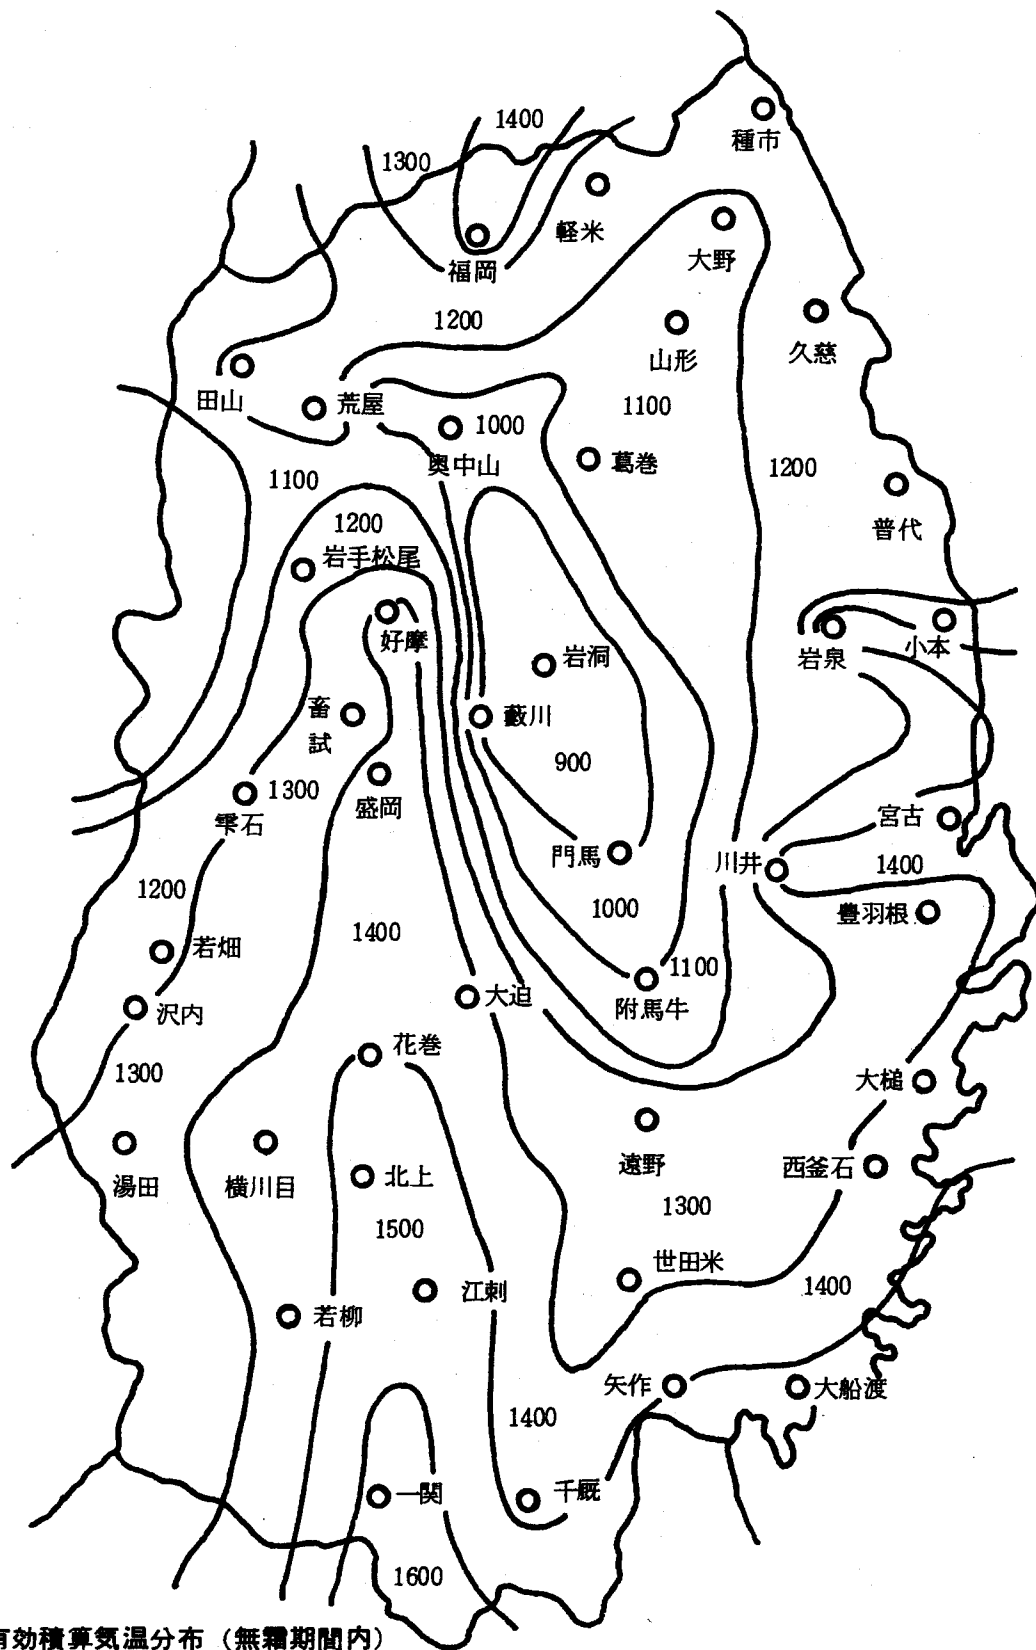 1400
種市
1300
軽米
福岡
大野
1200
山形
久慈
田山
荒屋
1100
1000
奥中山
葛巻
1200
1100
普代
1200
岩手松尾
好摩
岩洞
岩泉
小本
畜試
藪川
900
1300
盛岡
雫石
宮古
門馬
川井
1400
1200
1000
豊羽根
1400
若畑
1100
大迫
附馬牛
沢内
花巻
1300
大槌
遠野
西釜石
湯田
横川目
北上
1300
1500
世田米
1400
江刺
若柳
矢作
大船渡
1400
一関
千厩
1600
有効積算気温分布（無霜期間内）